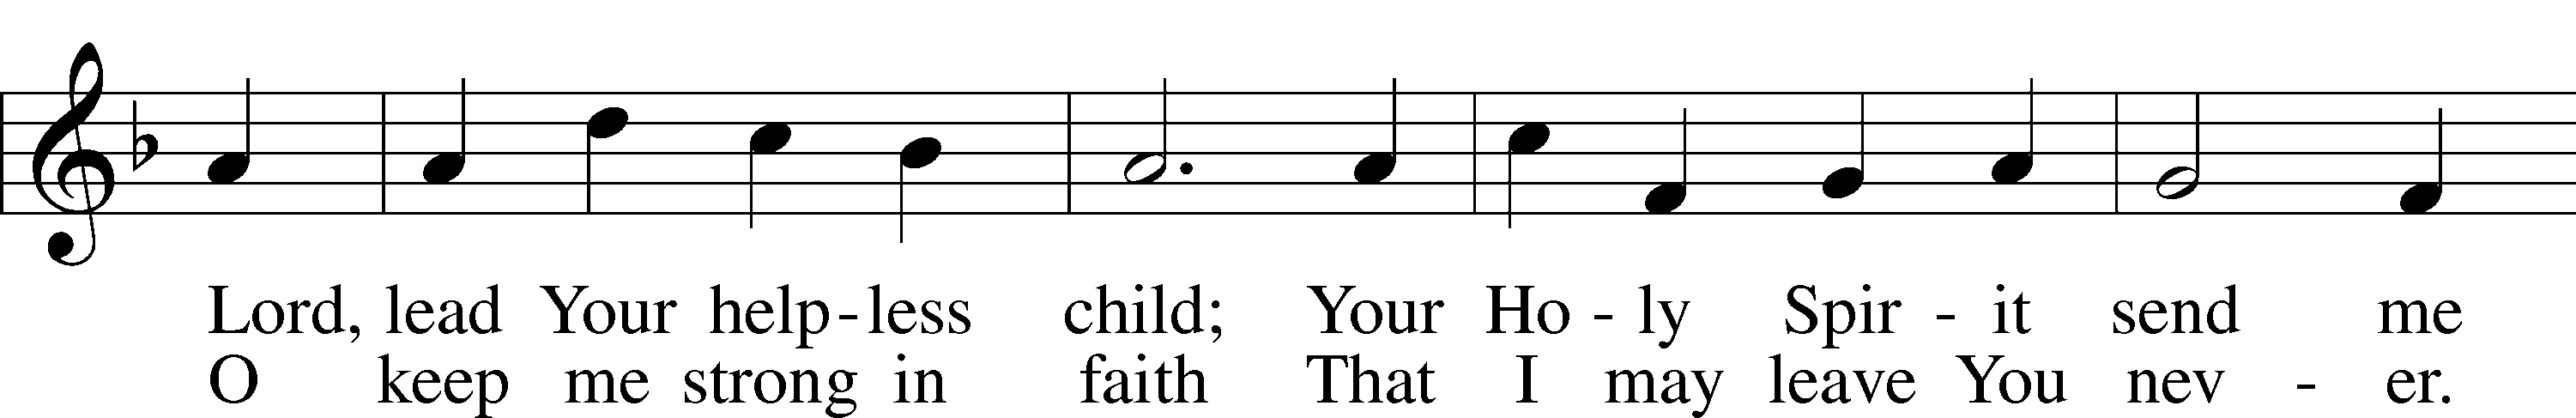 Lord, lead Your help - less child; Your Ho - ly Spir - it send me
O keep me strong in faith That I may leave You nev - er.